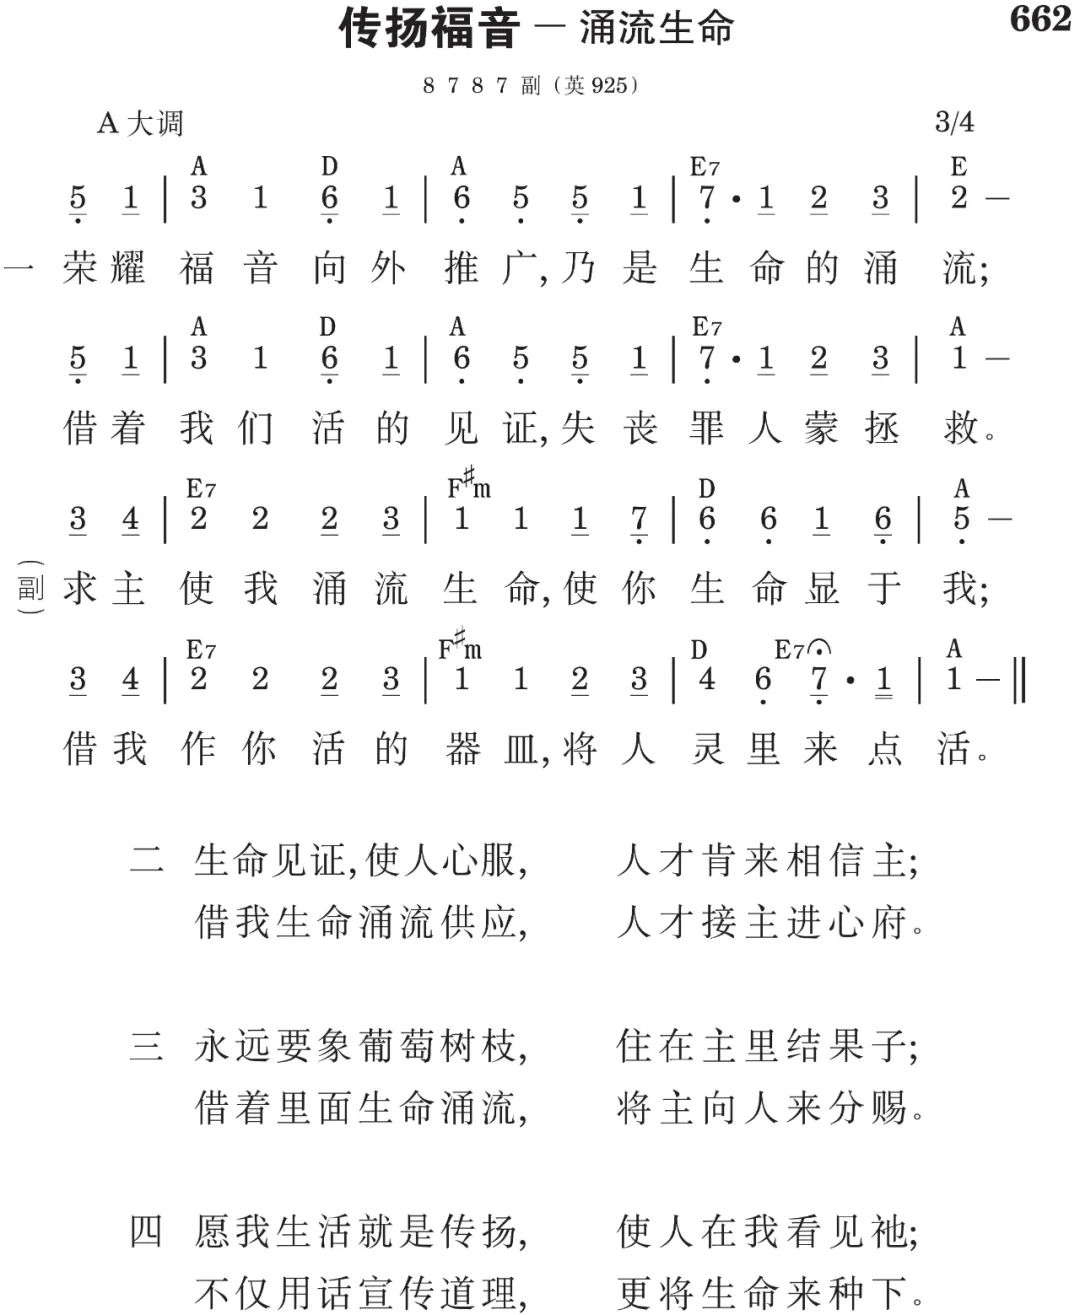 传扬福音－涌流生命 662
8 7 8 7 副（英925）
A大调 3/4
A D A E7 E
5 1 | 3 1 6 1 | 6 5 5 1 | 7 · 1 2 3 | 2 －
一 荣耀福音向外推广,乃是生命的涌流;
A D A E7 A
5 1 | 3 1 6 1 | 6 5 5 1 | 7 · 1 2 3 | 1 －
借着我们活的见证,失丧罪人蒙拯救。
E7 F♯m D A
3 4 | 2 2 2 3 | 1 1 1 7 | 6 6 1 6 | 5 －
(副) 求主使我涌流生命,使你生命显于我;
E7 F♯m D E7 A
3 4 | 2 2 2 3 | 1 1 2 3 | 4 6 7 · 1 | 1 － ‖
借我作你活的器皿,将人灵里来点活。
二 生命见证,使人心服, 人才肯来相信主;
借我生命涌流供应, 人才接主进心府。
三 永远要象葡萄树枝, 住在主里结果子;
借着里面生命涌流, 将主向人来分赐。
四 愿我生活就是传扬, 使人在我看见祂;
不仅用话宣传道理, 更将生命来种下。